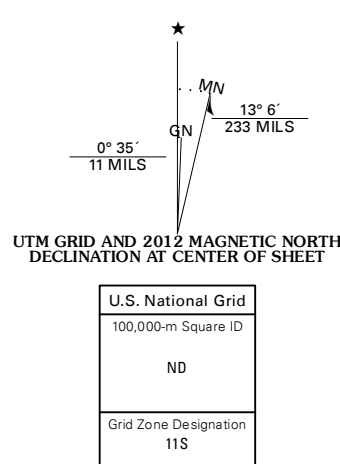 ★
MN
GN
13° 6´
233 MILS
0° 35´
11 MILS
UTM GRID AND 2012 MAGNETIC NORTH
DECLINATION AT CENTER OF SHEET
U.S. National Grid
100,000-m Square ID
ND
Grid Zone Designation
11S